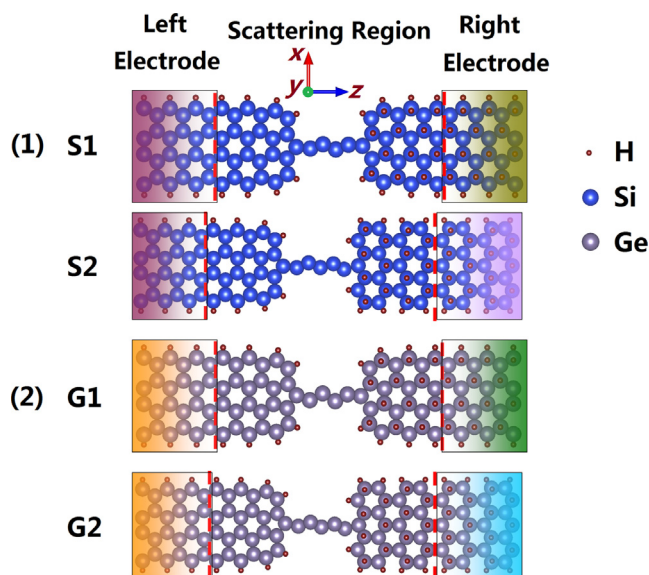 Left Electrode
Scattering Region
Right Electrode
x
y
z
(1)
S1
H
Si
S2
Ge
(2)
G1
G2